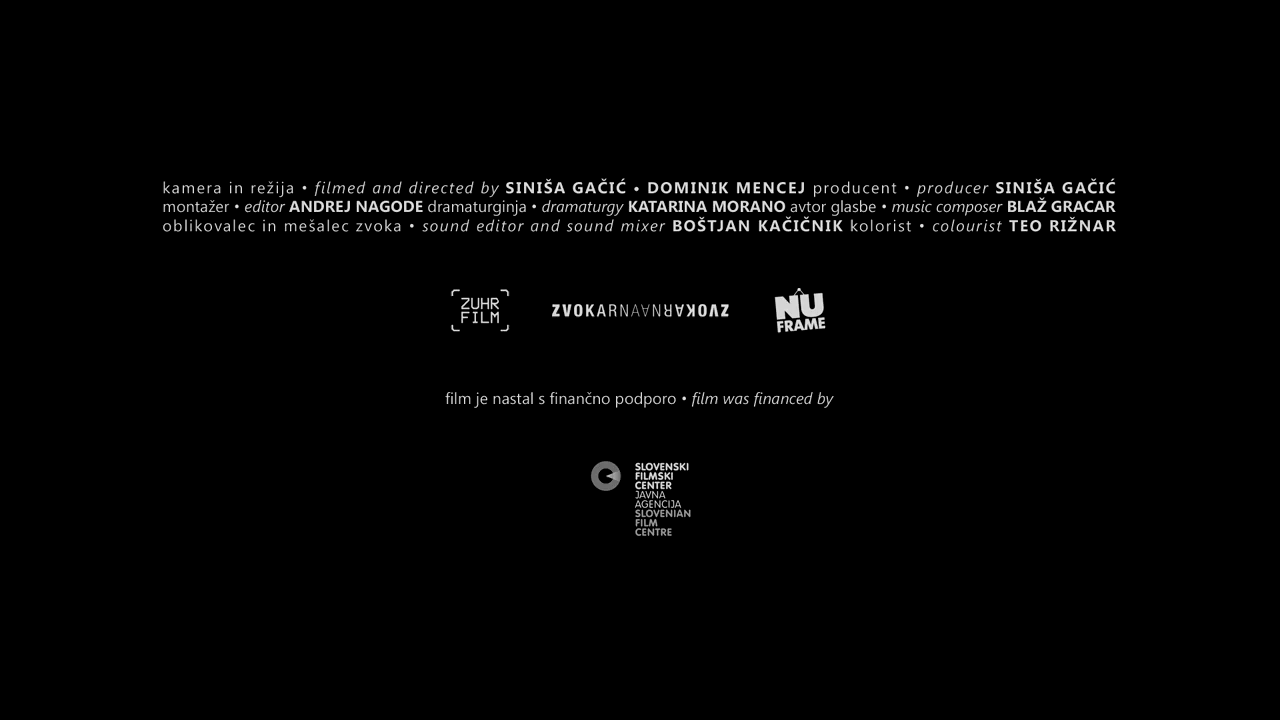 kamera in režija • filmed and directed by SINIŠA GAČIĆ • DOMINIK MENCEJ producent • producer SINIŠA GAČIĆ
montažer • editor ANDREJ NAGODE dramaturginja • dramaturgy KATARINA MORANO avtor glasbe • music composer BLAŽ GRACAR
oblikovalec in mešalec zvoka • sound editor and sound mixer BOŠTJAN KAČIČNIK kolorist • colourist TEO RIŽNAR
ZUHR
FILM
ZVOKARNA
NU
FRAME
film je nastal s finančno podporo • film was financed by
SLOVENSKI
FILMSKI
CENTER
JAVNA
AGENCIJA
SLOVENIAN
FILM
CENTRE